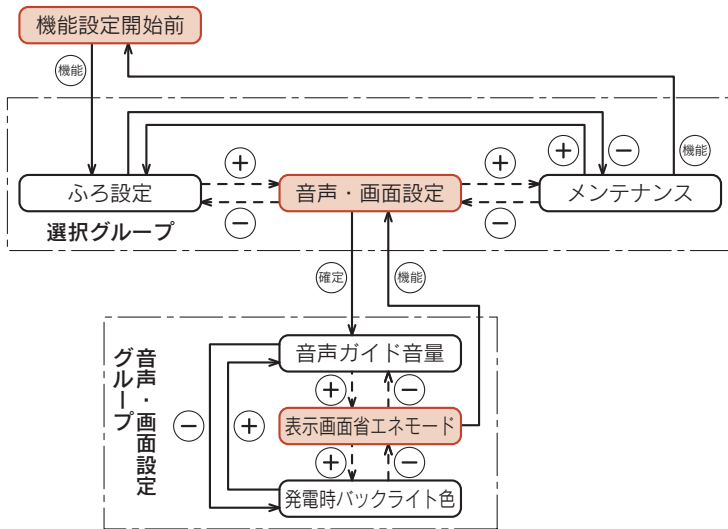 機能設定開始前
機能
＋
－
機能
＋
＋
ふろ設定
音声・画面設定
メンテナンス
－
－
選択グループ
確定
機能
音声ガイド音量
音声・画面設定
グループ
＋
－
－
＋
表示画面省エネモード
＋
－
発電時バックライト色